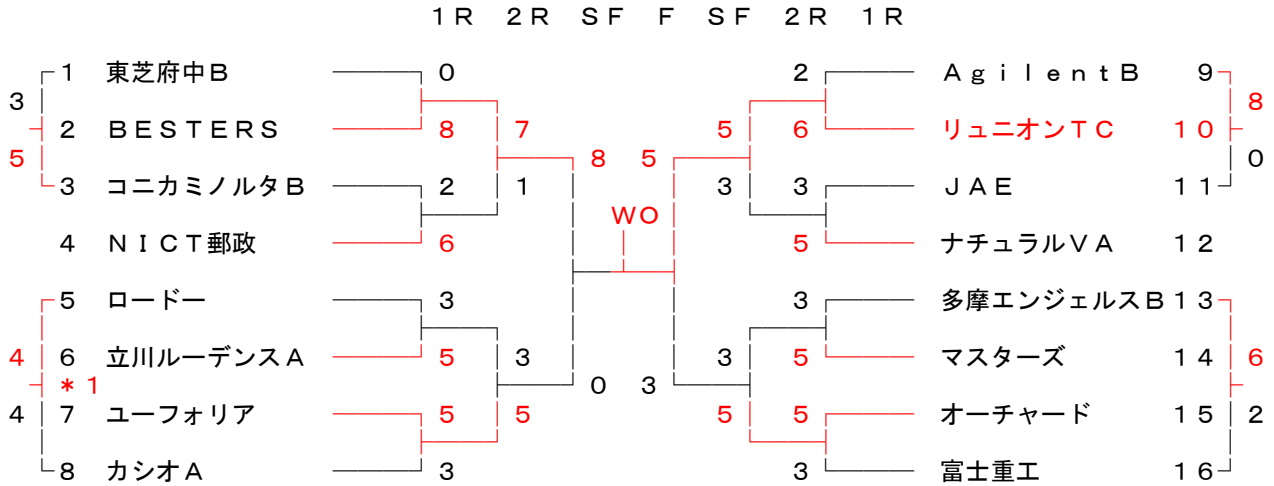 １Ｒ ２Ｒ ＳＦ Ｆ ＳＦ ２Ｒ １Ｒ
１ 東芝府中Ｂ ０ ２ ＡｇｉｌｅｎｔＢ ９
３ ８
２ ＢＥＳＴＥＲＳ ８ ７ ５ ６ リュニオンＴＣ １０
５ ８ ５ ０
３ コニカミノルタＢ ２ １ ３ ３ ＪＡＥ １１
ＷＯ
４ ＮＩＣＴ郵政 ６ ５ ナチュラルＶＡ １２
５ ロードー ３ ３ 多摩エンジェルスＢ １３
４ ６ 立川ルーデンスＡ ５ ３ ３ ５ マスターズ １４ ６
＊１ ０ ３
４ ７ ユーフォリア ５ ５ ５ ５ オーチャード １５ ２
８ カシオＡ ３ ３ 富士重工 １６